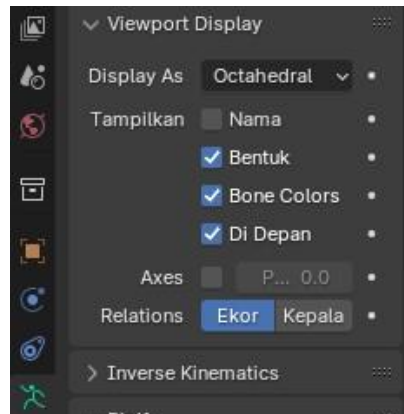 Viewport Display
Display As Octahedral
Tampilkan Nama
Bentuk
Bone Colors
Di Depan
Axes P... 0.0
Relations Ekor Kepala
Inverse Kinematics